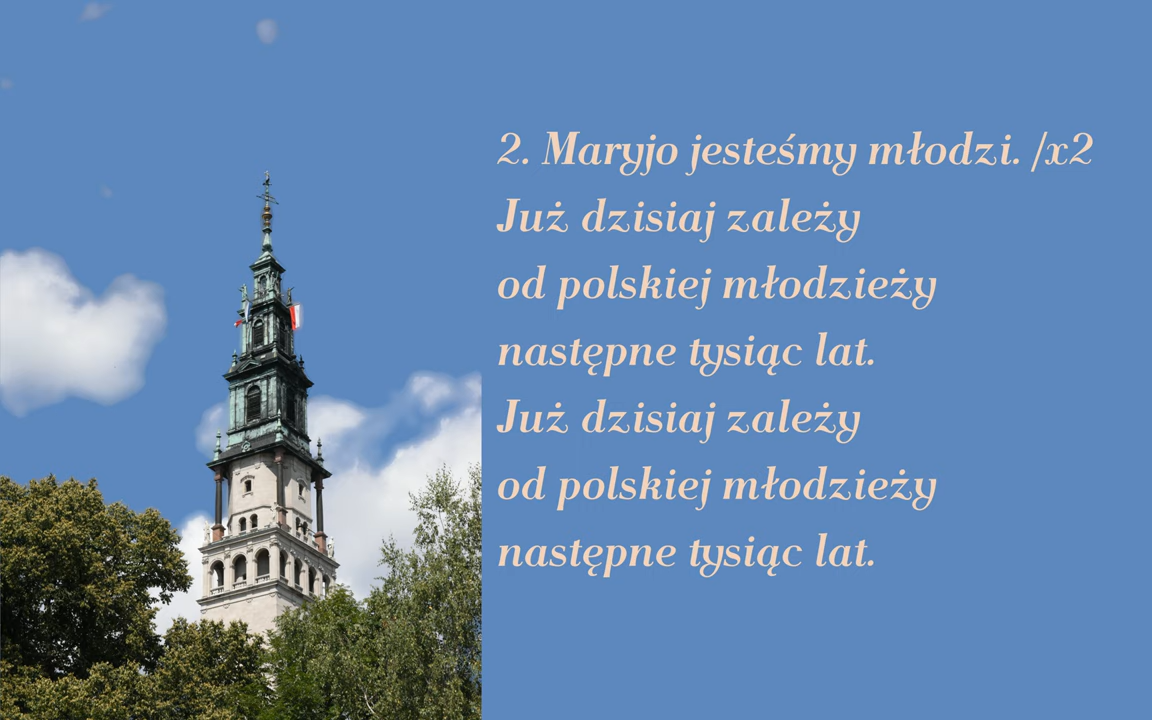 2. Maryjo jesteśmy młodzi. /x2
Już dzisiaj zależy
od polskiej młodzieży
następne tysiąc lat.
Już dzisiaj zależy
od polskiej młodzieży
następne tysiąc lat.